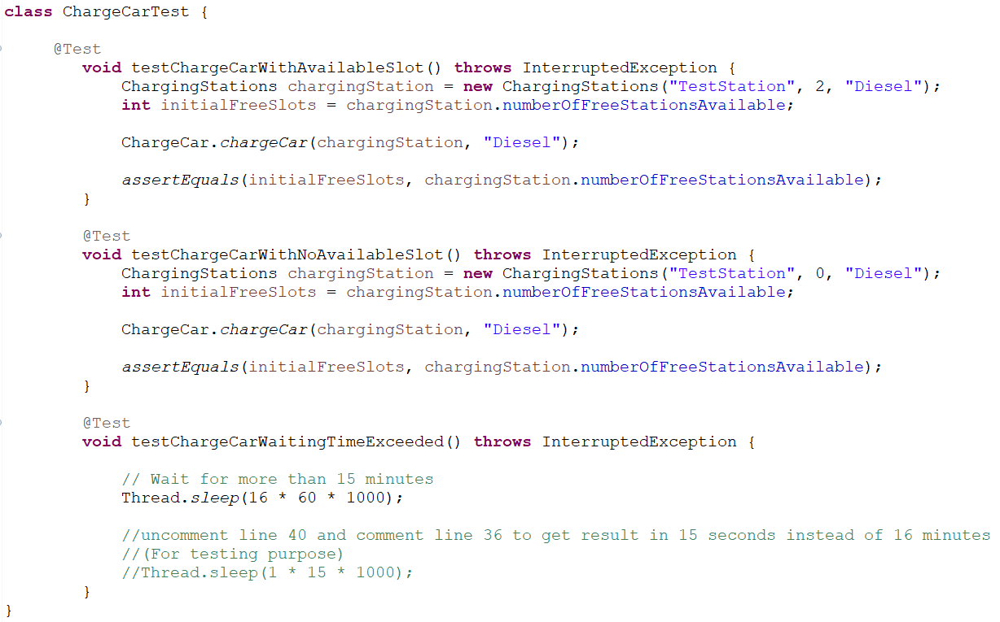 class ChargeCarTest {
@Test
void testChargeCarWithAvailableSlot() throws InterruptedException {
ChargingStations chargingStation = new ChargingStations("TestStation", 2, "Diesel");
int initialFreeSlots = chargingStation.numberOfFreeStationsAvailable;
ChargeCar.chargeCar(chargingStation, "Diesel");
assertEquals(initialFreeSlots, chargingStation.numberOfFreeStationsAvailable);
}
@Test
void testChargeCarWithNoAvailableSlot() throws InterruptedException {
ChargingStations chargingStation = new ChargingStations("TestStation", 0, "Diesel");
int initialFreeSlots = chargingStation.numberOfFreeStationsAvailable;
ChargeCar.chargeCar(chargingStation, "Diesel");
assertEquals(initialFreeSlots, chargingStation.numberOfFreeStationsAvailable);
}
@Test
void testChargeCarWaitingTimeExceeded() throws InterruptedException {
// Wait for more than 15 minutes
Thread.sleep(16 * 60 * 1000);
//uncomment line 40 and comment line 36 to get result in 15 seconds instead of 16 minutes
//(For testing purpose)
//Thread.sleep(1 * 15 * 1000);
}
}